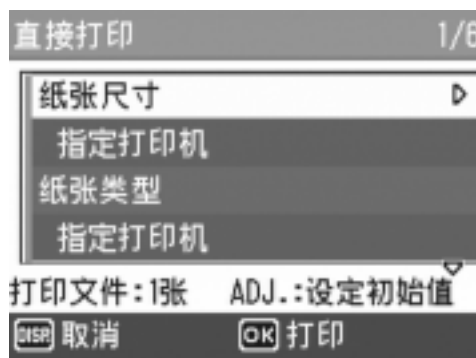 直接打印 1/6
纸张尺寸
指定打印机
纸张类型
指定打印机
打印文件:1张 ADJ.:设定初始值
DISP. 取消 OK 打印